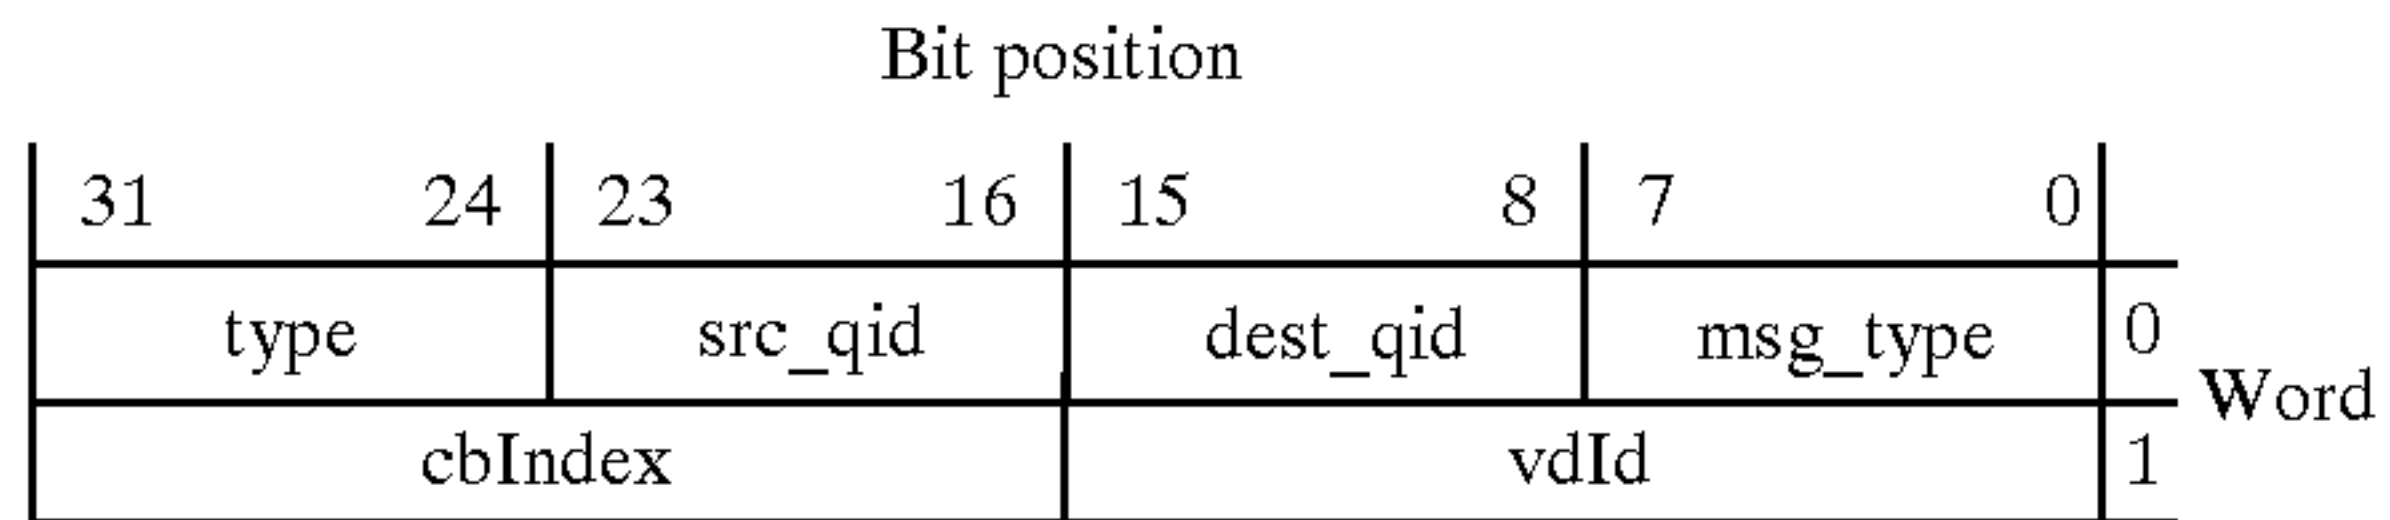 Bit position
31 24 23 16 15 8 7 0
type src_qid dest_qid msg_type 0
Word
cbIndex vdId 1